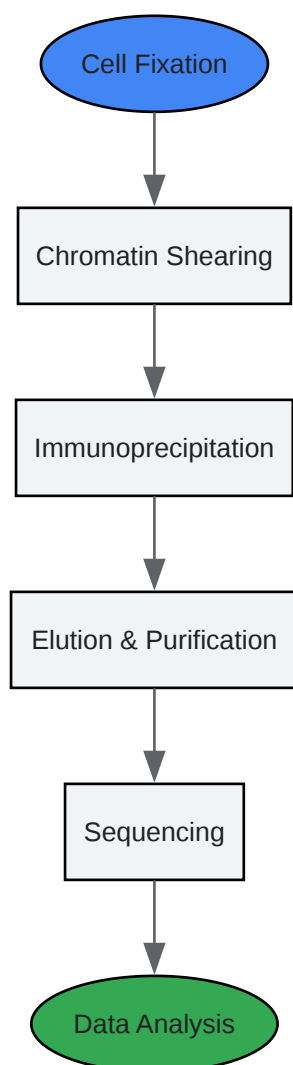 Cell Fixation
Chromatin Shearing
Immunoprecipitation
Elution & Purification
Sequencing
Data Analysis